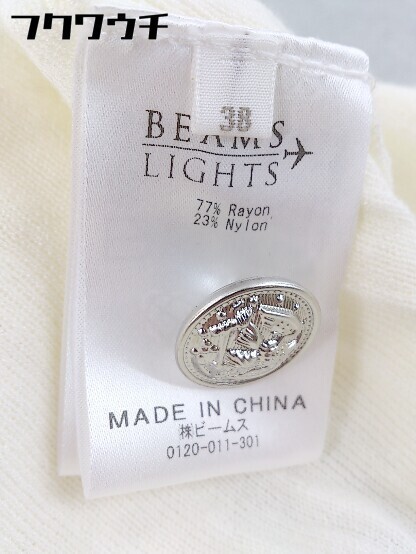 フクワウチ
38
BEAMS
LIGHTS
77% Rayon
23% Nylon
MADE IN CHINA
㈱ビームス
0120-011-301